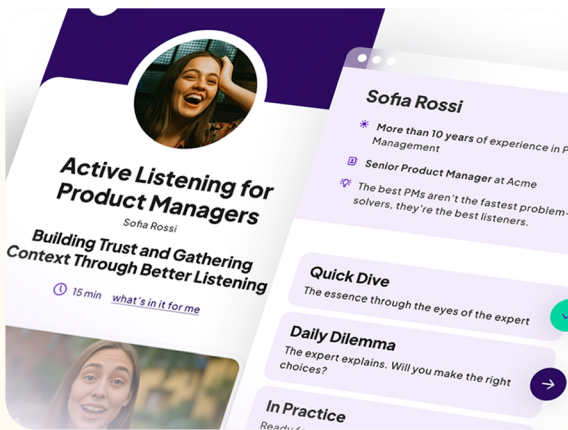 Active Listening for
Product Managers
Sofia Rossi
Building Trust and Gathering
Context Through Better Listening
15 min what's in it for me
Sofia Rossi
More than 10 years of experience in
Management
Senior Product Manager at Acme
The best PMs aren't the fastest problem-
solvers, they're the best listeners.
Quick Dive
The essence through the eyes of the expert
Daily Dilemma
The expert explains. Will you make the right
choices?
In Practice